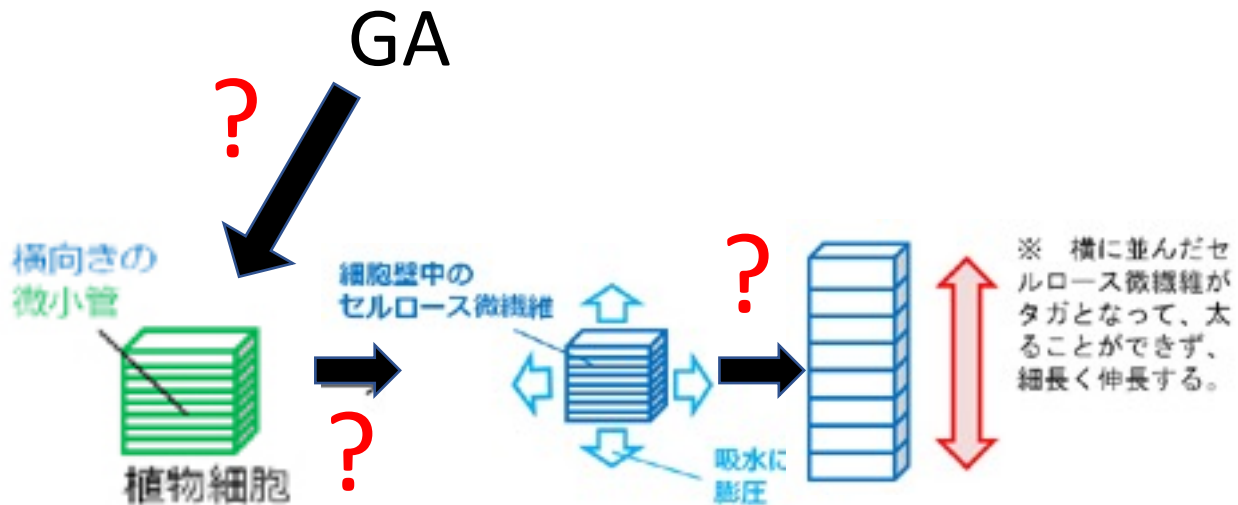 GA
?
横向きの
微小管
植物細胞
?
細胞壁中の
セルロース微繊維
吸水に
膨圧
?
※ 横に並んだセ
ルロース微繊維が
タガとなって、太
ることができず、
細長く伸長する。